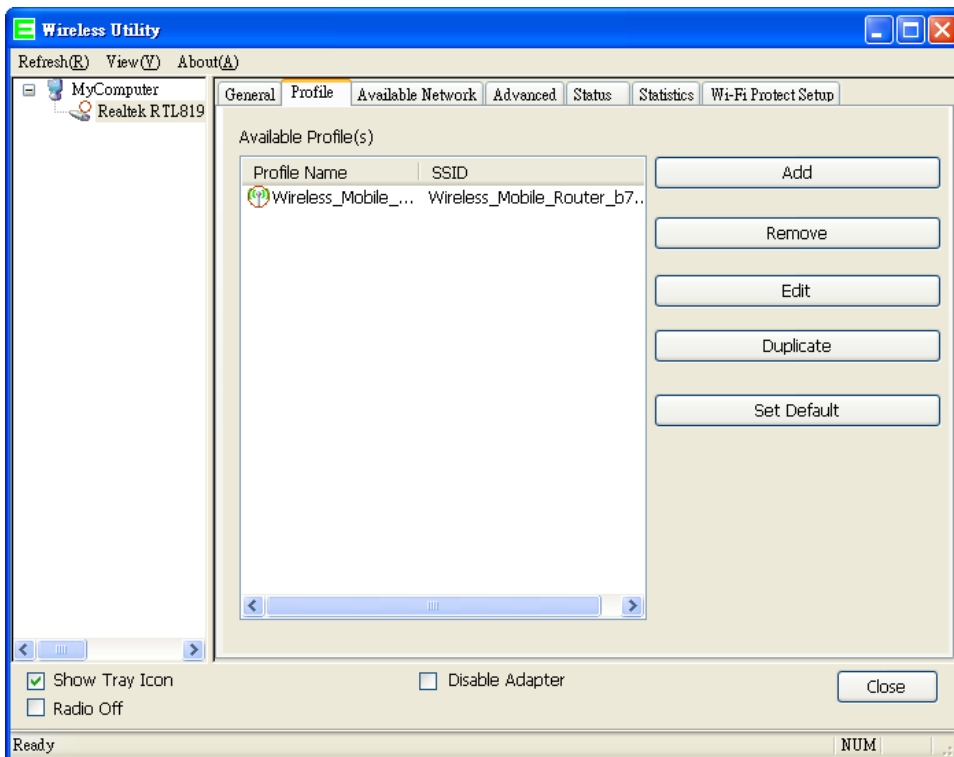 Wireless Utility
Refresh(R) View(V) About(A)
MyComputer
Realtek RTL819
General Profile Available Network Advanced Status Statistics Wi-Fi Protect Setup
Available Profile(s)
Profile Name SSID
Wireless_Mobile_... Wireless_Mobile_Router_b7..
Add
Remove
Edit
Duplicate
Set Default
Show Tray Icon
Disable Adapter
Radio Off
Close
Ready
NUM